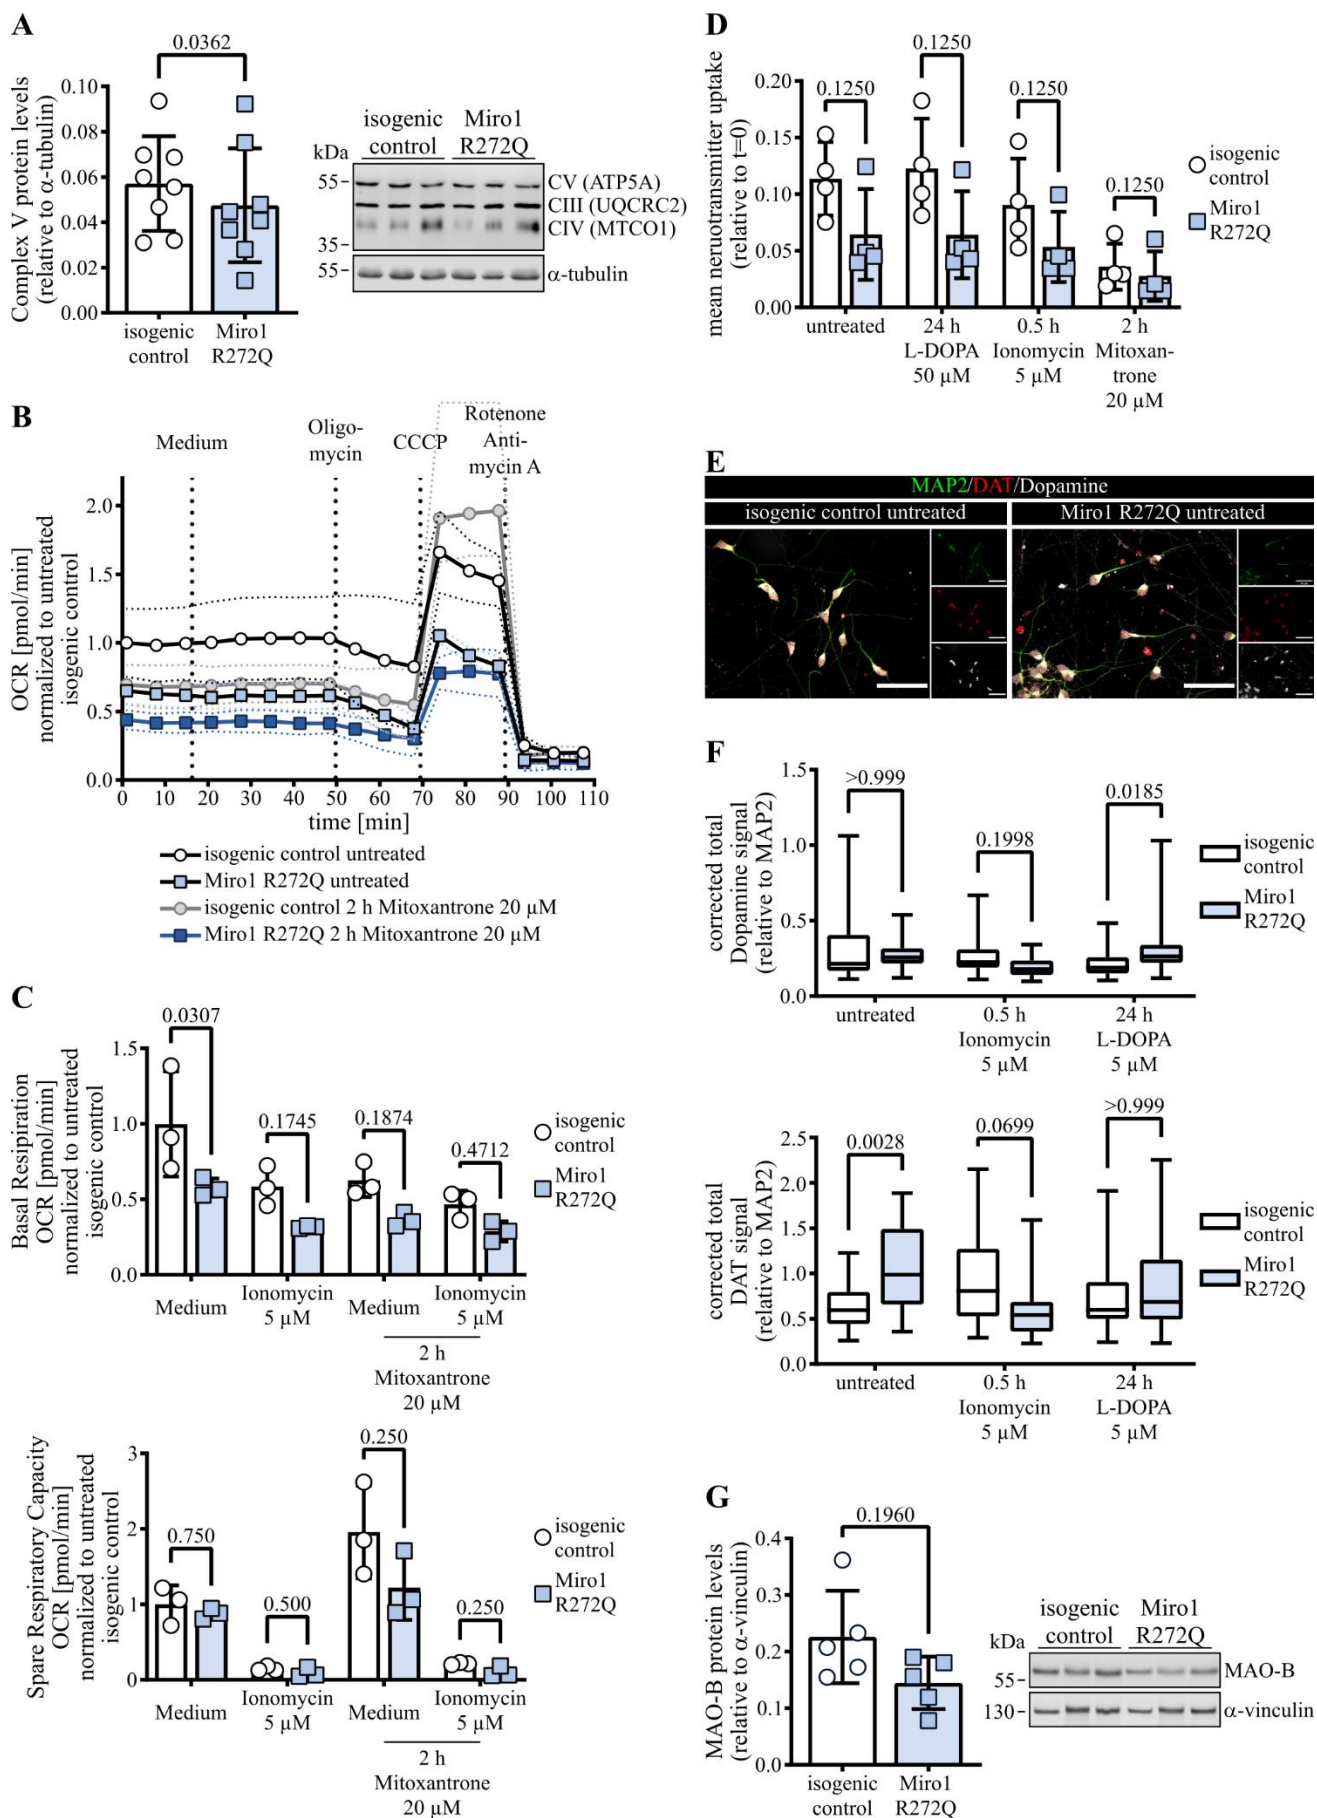 A
0.0362
Complex V protein levels
(relative to α-tubulin)
0.10
0.08
0.06
0.04
0.02
0.00
isogenic
control
Miro1
R272Q
isogenic
control
Miro1
R272Q
kDa
55
35
55
CV (ATP5A)
CIII (UQCRC2)
CIV (MTCO1)
α-tubulin
B
Medium
Oligo-
mycin
CCCP
Rotenone
Anti-
mycin A
OCR [pmol/min]
normalized to untreated
isogenic control
2.0
1.5
1.0
0.5
0.0
0 10 20 30 40 50 60 70 80 90 100 110
time [min]
isogenic control untreated
Miro1 R272Q untreated
isogenic control 2 h Mitoxantrone 20 µM
Miro1 R272Q 2 h Mitoxantrone 20 µM
C
Basal Respiration
OCR [pmol/min]
normalized to untreated
isogenic control
1.5
1.0
0.5
0.0
0.0307
0.1745
0.1874
0.4712
isogenic
control
Miro1
R272Q
Medium
Ionomycin
5 µM
Medium
Ionomycin
5 µM
2 h
Mitoxantrone
20 µM
Spare Respiratory Capacity
OCR [pmol/min]
normalized to untreated
isogenic control
3
2
1
0
0.750
0.500
0.250
0.250
isogenic
control
Miro1
R272Q
Medium
Ionomycin
5 µM
Medium
Ionomycin
5 µM
2 h
Mitoxantrone
20 µM
D
mean neruotransmitter uptake
(relative to t=0)
0.20
0.15
0.10
0.05
0.00
0.1250
0.1250
0.1250
0.1250
isogenic
control
Miro1
R272Q
untreated
24 h
L-DOPA
50 µM
0.5 h
Ionomycin
5 µM
2 h
Mitoxan-
trone
20 µM
E
MAP2/DAT/Dopamine
isogenic control untreated
Miro1 R272Q untreated
F
corrected total
Dopamine signal
(relative to MAP2)
1.5
1.0
0.5
0.0
>0.999
0.1998
0.0185
isogenic
control
Miro1
R272Q
untreated
0.5 h
Ionomycin
5 µM
24 h
L-DOPA
5 µM
corrected total
DAT signal
(relative to MAP2)
2.5
2.0
1.5
1.0
0.5
0.0
0.0028
0.0699
>0.999
isogenic
control
Miro1
R272Q
untreated
0.5 h
Ionomycin
5 µM
24 h
L-DOPA
5 µM
G
MAO-B protein levels
(relative to α-vinculin)
0.4
0.3
0.2
0.1
0.0
0.1960
isogenic
control
Miro1
R272Q
isogenic
control
Miro1
R272Q
kDa
55
130
MAO-B
α-vinculin